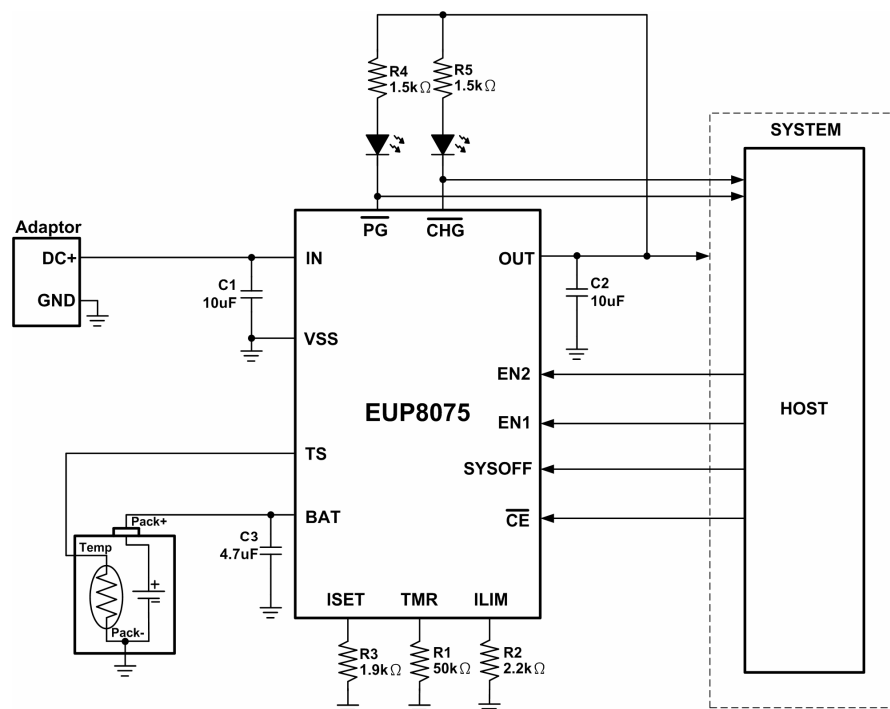 R4
1.5kΩ
R5
1.5kΩ
SYSTEM
Adaptor
DC+
GND
C1
10uF
PG
CHG
IN
OUT
C2
10uF
VSS
EN2
EUP8075
HOST
EN1
TS
SYSOFF
Pack+
BAT
CE
Temp
C3
4.7uF
+
Pack-
ISET
TMR
ILIM
R3
1.9kΩ
R1
50kΩ
R2
2.2kΩ